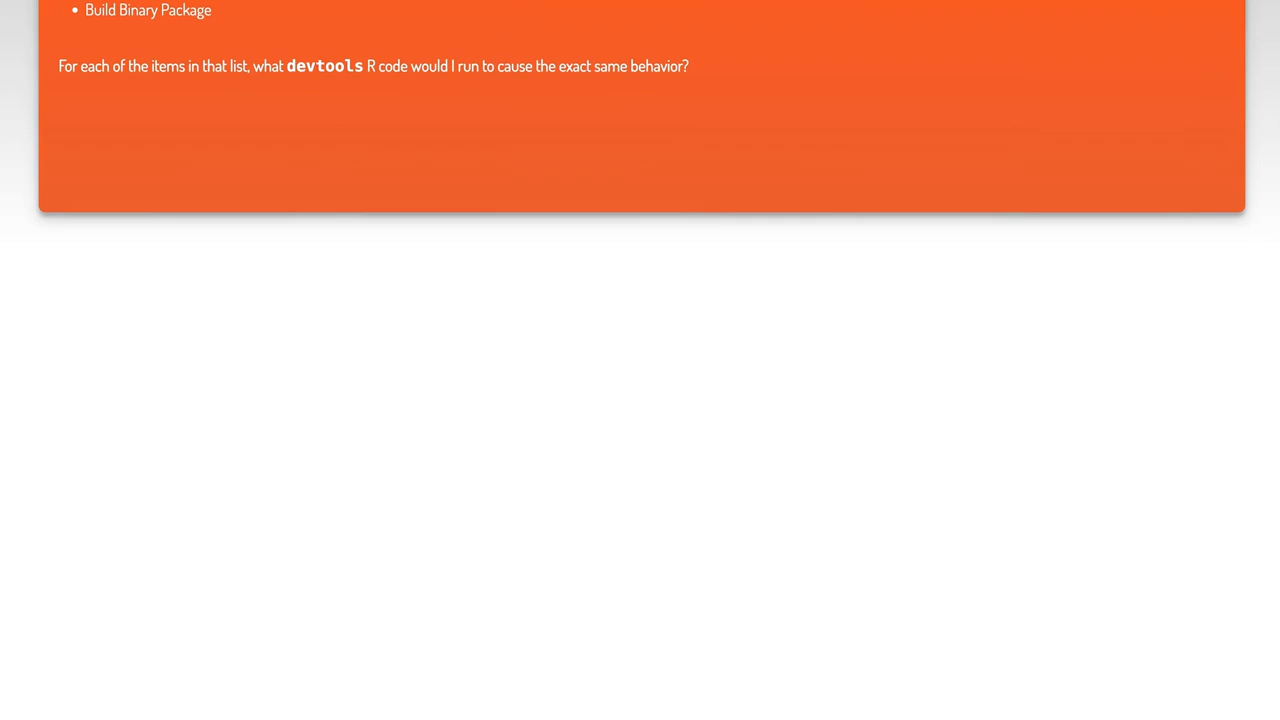 • Build Binary Package
For each of the items in that list, what devtools R code would I run to cause the exact same behavior?